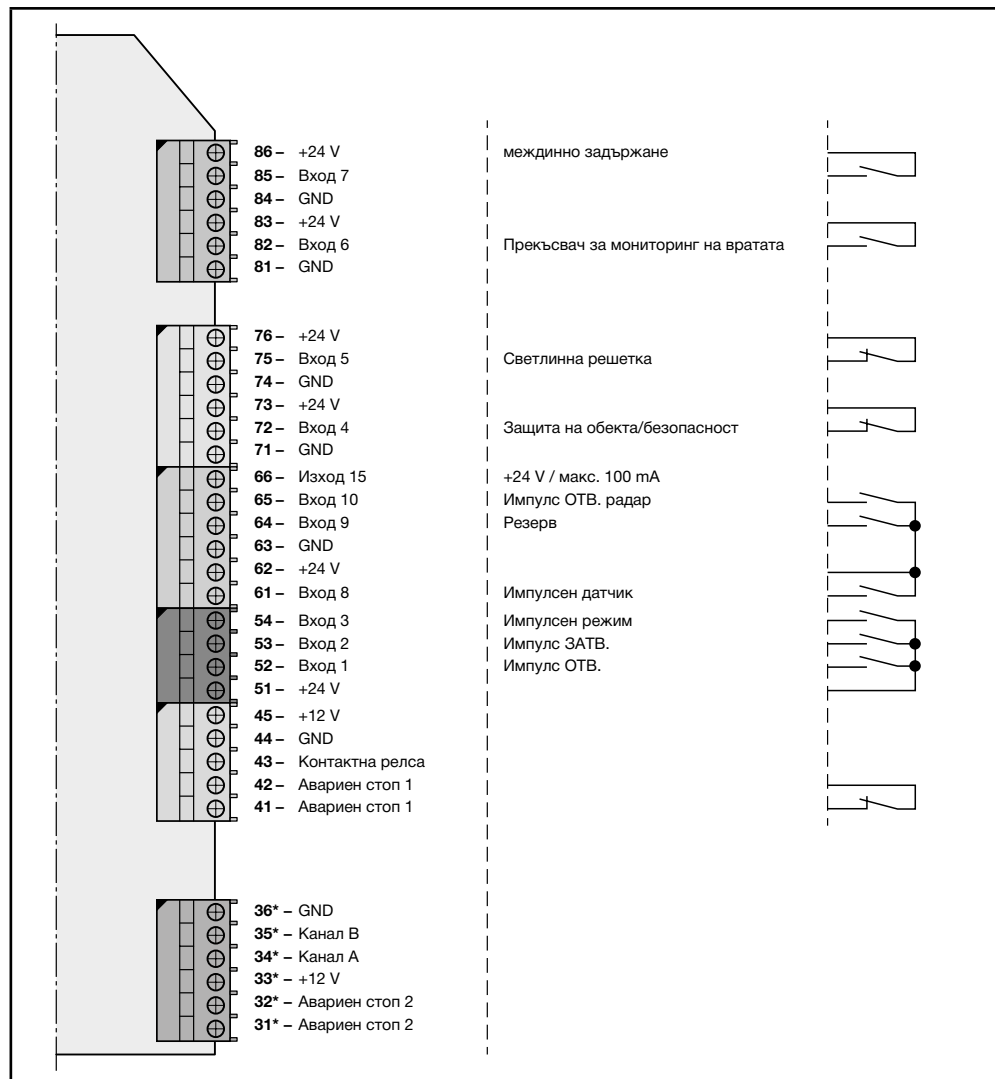 86 – +24 V междинно задържане
85 – Вход 7
84 – GND
83 – +24 V
82 – Вход 6 Прекъсвач за мониторинг на вратата
81 – GND
76 – +24 V
75 – Вход 5 Светлинна решетка
74 – GND
73 – +24 V
72 – Вход 4 Защита на обекта/безопасност
71 – GND
66 – Изход 15 +24 V / макс. 100 mA
65 – Вход 10 Импулс ОТВ. радар
64 – Вход 9 Резерв
63 – GND
62 – +24 V
61 – Вход 8 Импулсен датчик
54 – Вход 3 Импулсен режим
53 – Вход 2 Импулс ЗАТВ.
52 – Вход 1 Импулс ОТВ.
51 – +24 V
45 – +12 V
44 – GND
43 – Контактна релса
42 – Авариен стоп 1
41 – Авариен стоп 1
36* – GND
35* – Канал B
34* – Канал A
33* – +12 V
32* – Авариен стоп 2
31* – Авариен стоп 2